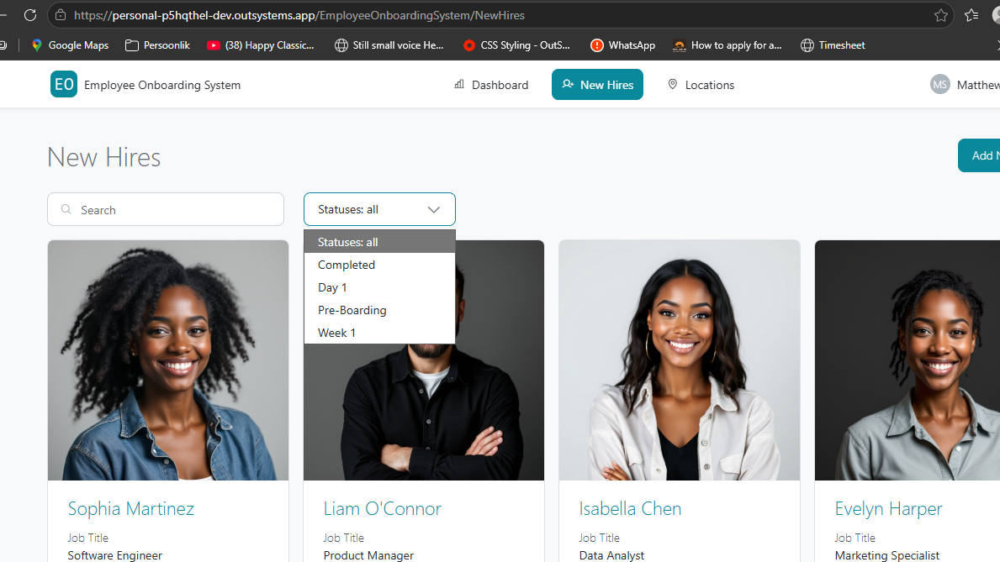 https://personal-p5hqthel-dev.outsystems.app/EmployeeOnboardingSystem/NewHires
Google Maps Persoonlik (38) Happy Classic... Still small voice He... CSS Styling - OutS... WhatsApp How to apply for a... Timesheet
EO Employee Onboarding System Dashboard New Hires Locations MS Matthew
New Hires
Add N
Search Statuses: all
Statuses: all
Completed
Day 1
Pre-Boarding
Week 1
Sophia Martinez Liam O'Connor Isabella Chen Evelyn Harper
Job Title Job Title Job Title Job Title
Software Engineer Product Manager Data Analyst Marketing Specialist